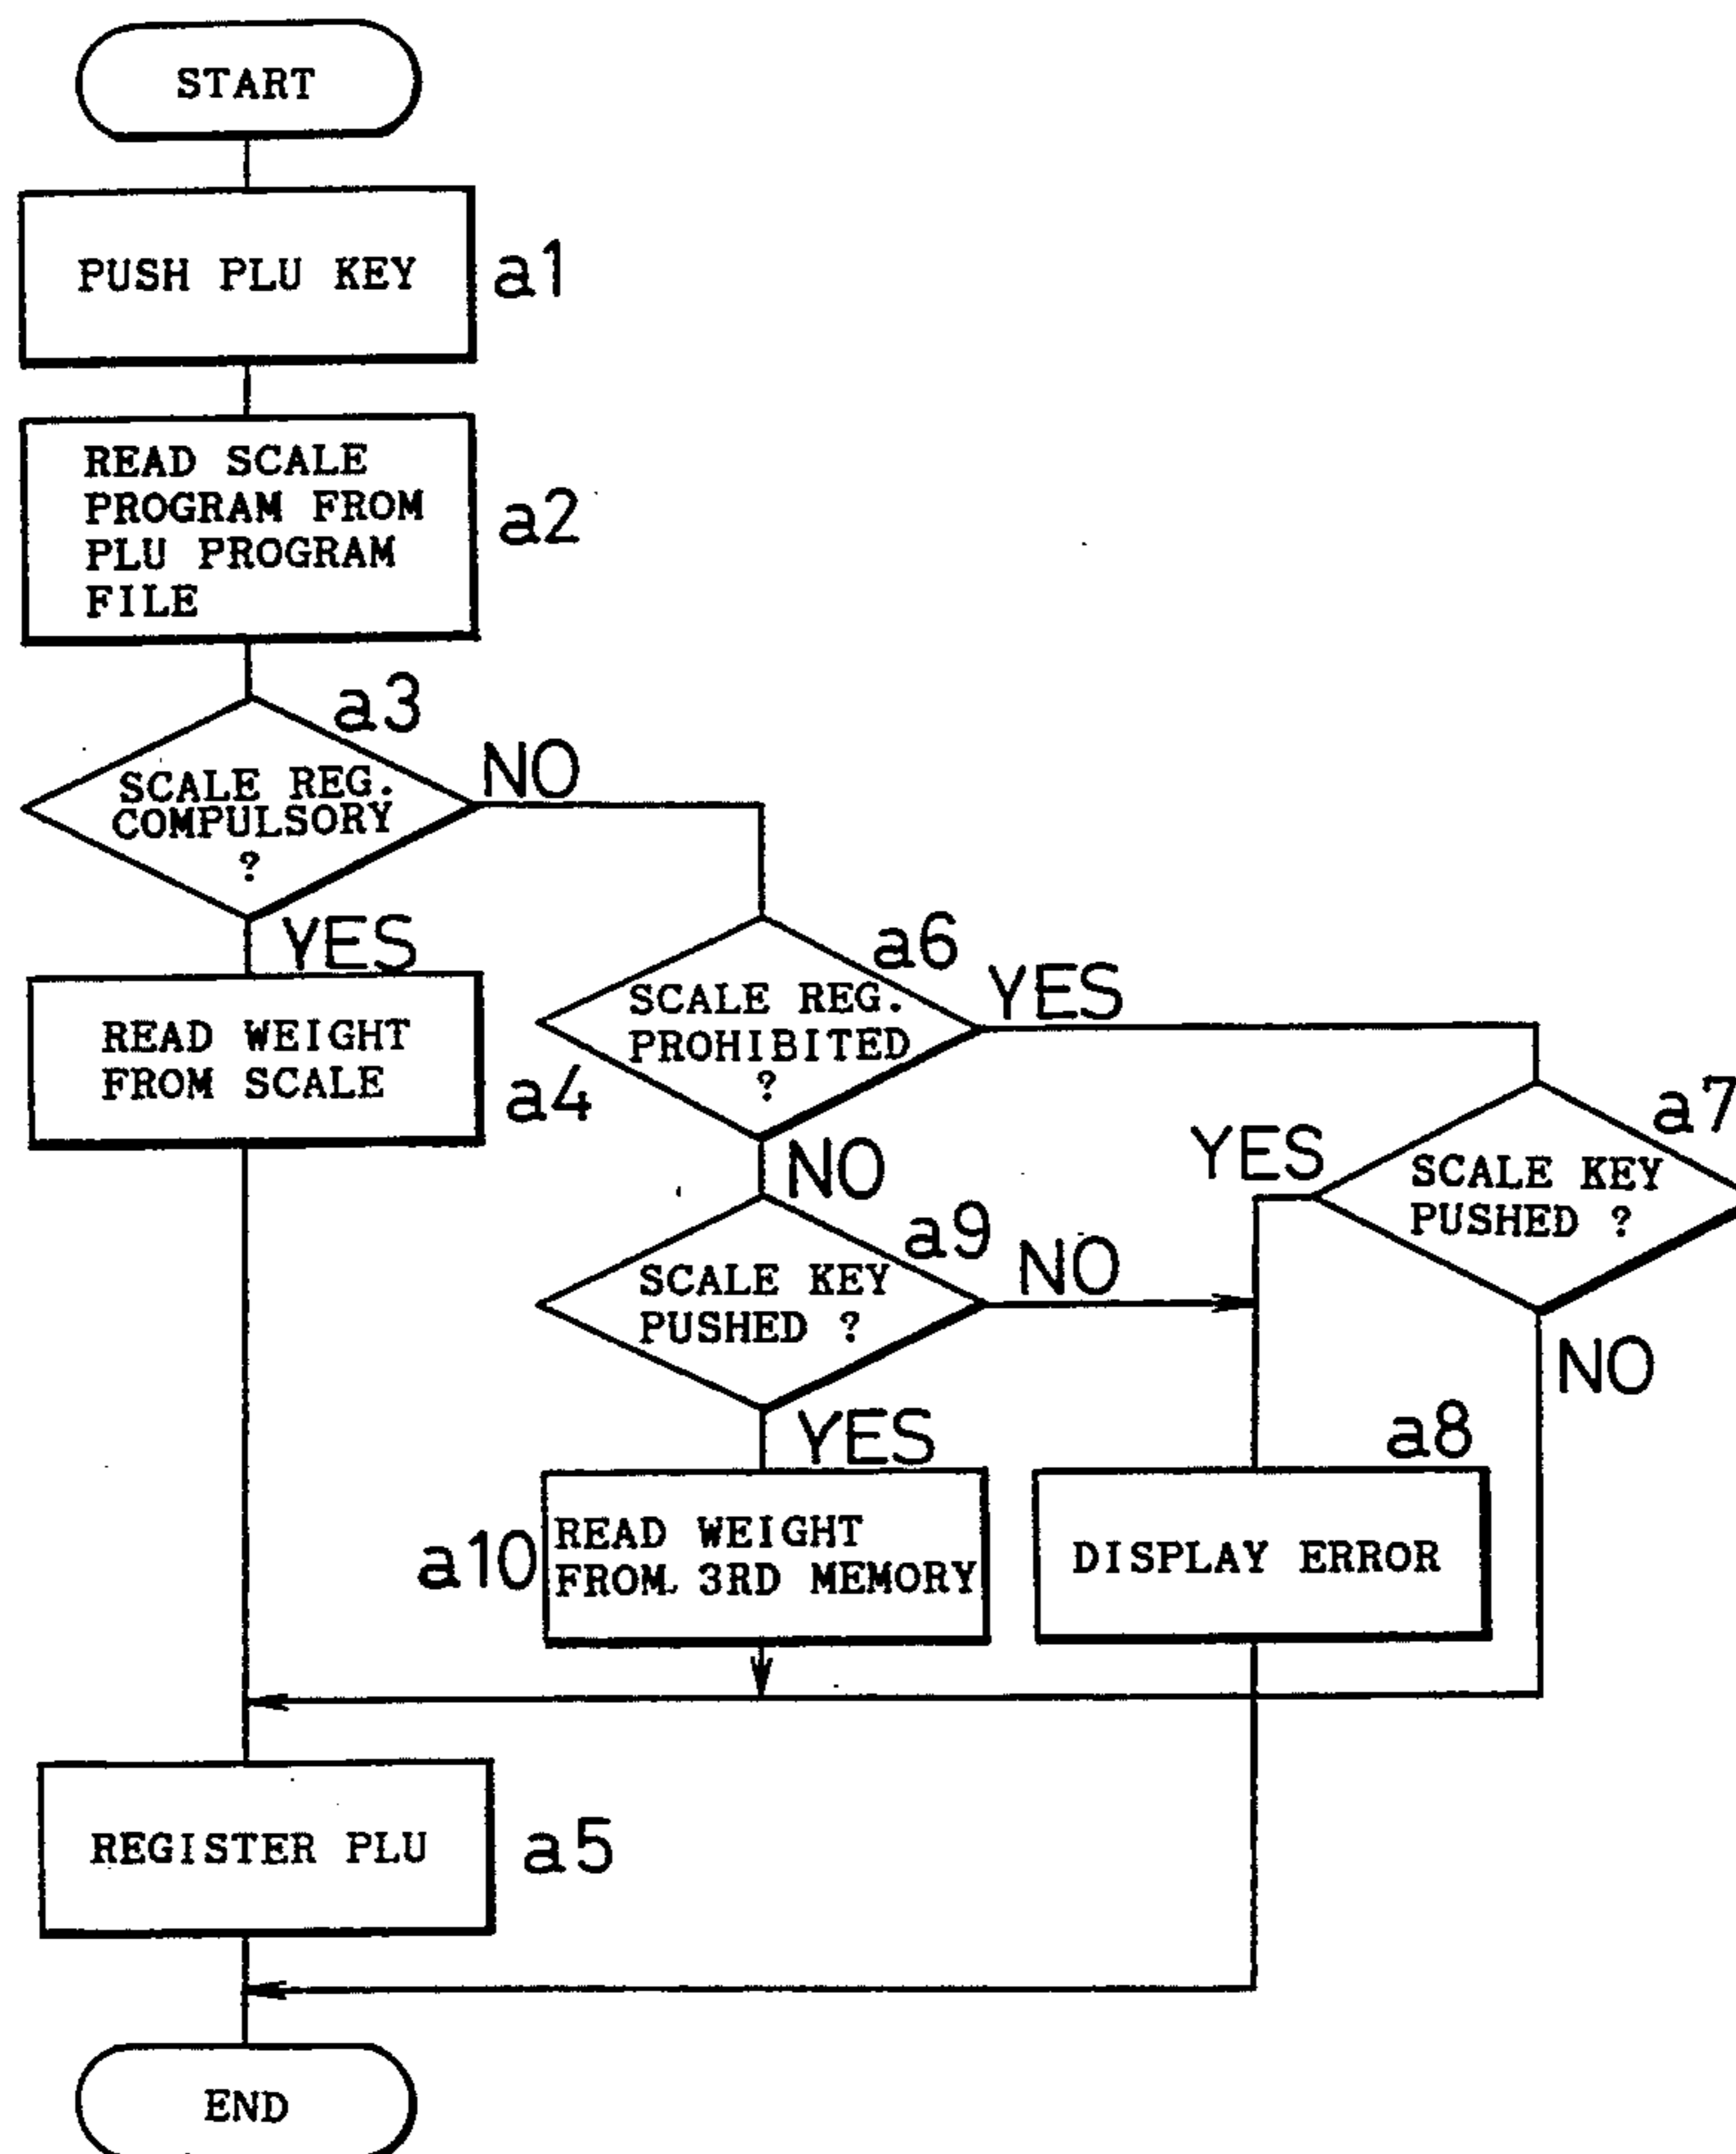 START
PUSH PLU KEY
a1
READ SCALE
PROGRAM FROM
PLU PROGRAM
FILE
a2
a3
SCALE REG.
COMPULSORY
?
NO
YES
READ WEIGHT
FROM SCALE
a4
a6
SCALE REG.
PROHIBITED
?
YES
NO
a7
SCALE KEY
PUSHED ?
YES
NO
a9
SCALE KEY
PUSHED ?
NO
YES
a10
READ WEIGHT
FROM. 3RD MEMORY
a8
DISPLAY ERROR
REGISTER PLU
a5
END